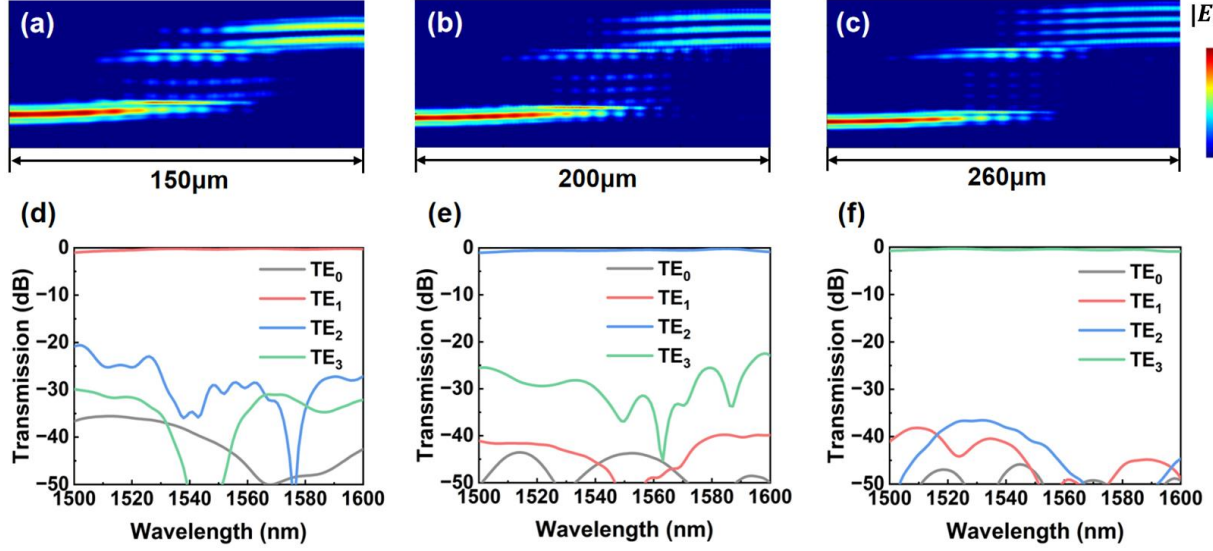 (a)
(b)
(c)
|E
150μm
200μm
260μm
(d)
(e)
(f)
Transmission (dB)
0
−10
−20
−30
−40
−50
TE0
TE1
TE2
TE3
1500 1520 1540 1560 1580 1600
Wavelength (nm)
Transmission (dB)
0
−10
−20
−30
−40
−50
TE0
TE1
TE2
TE3
1500 1520 1540 1560 1580 1600
Wavelength (nm)
Transmission (dB)
0
−10
−20
−30
−40
−50
TE0
TE1
TE2
TE3
1500 1520 1540 1560 1580 1600
Wavelength (nm)